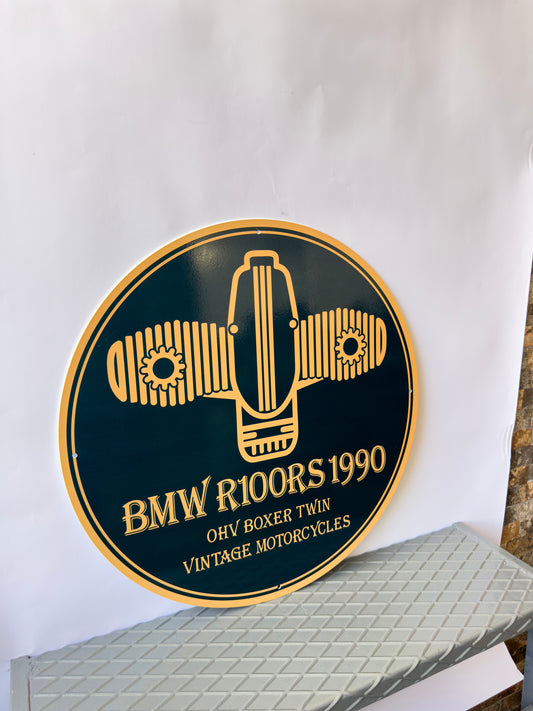 BMW R100RS 1990
OHV BOXER TWIN
VINTAGE MOTORCYCLES